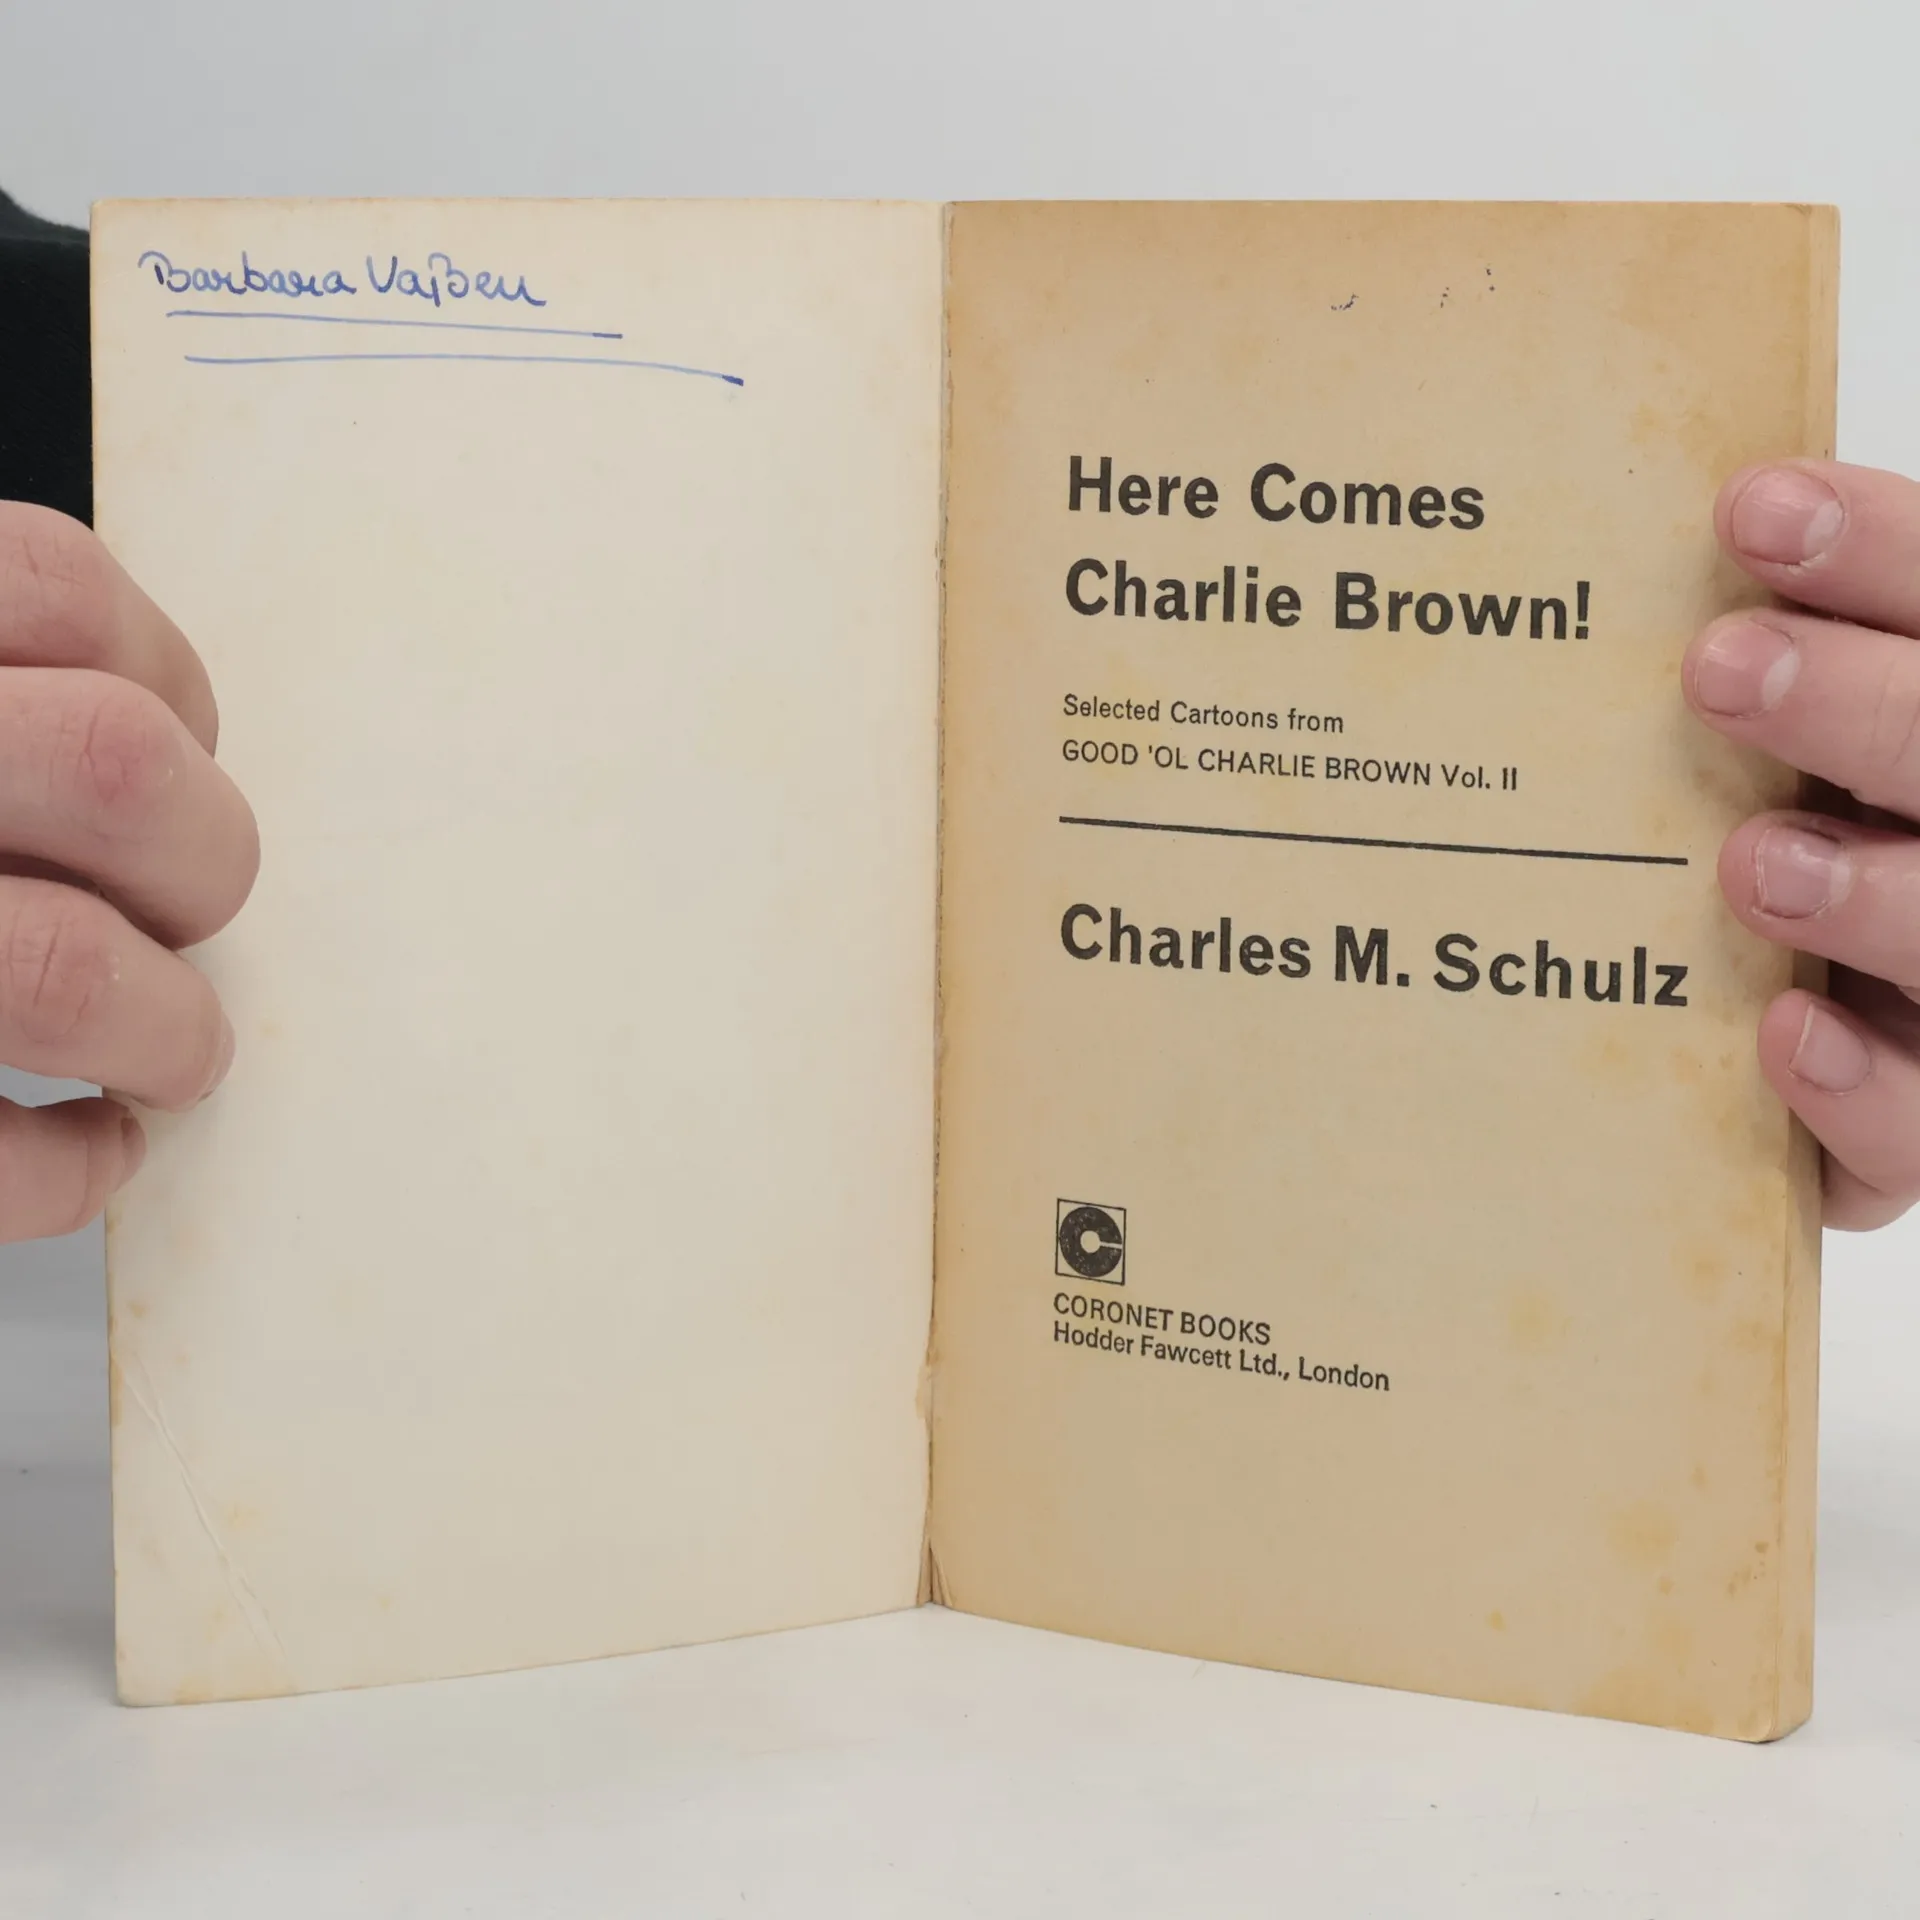 Barbara Vaßen
Here Comes
Charlie Brown!
Selected Cartoons from
GOOD 'OL CHARLIE BROWN Vol. II
Charles M. Schulz
CORONET BOOKS
Hodder Fawcett Ltd., London